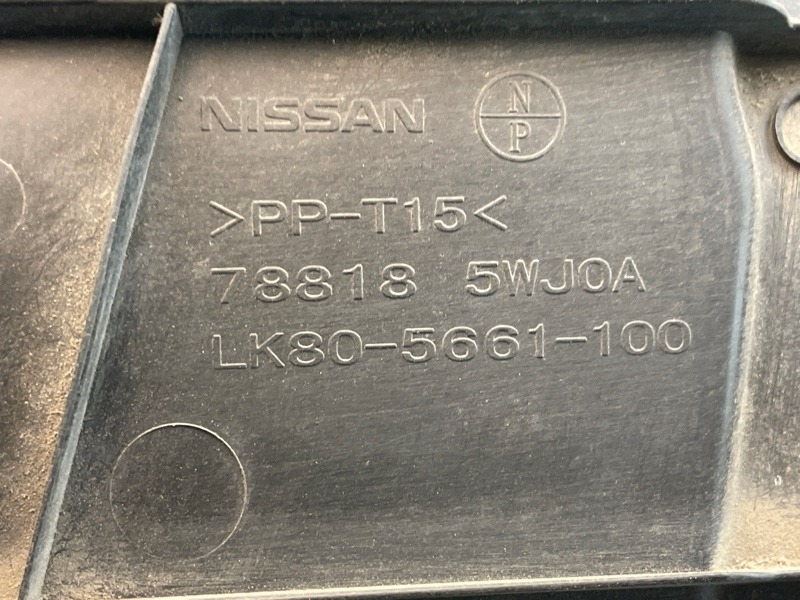 NISSAN
N
P
>PP-T15<
78818 5WJ0A
LK80-5661-100